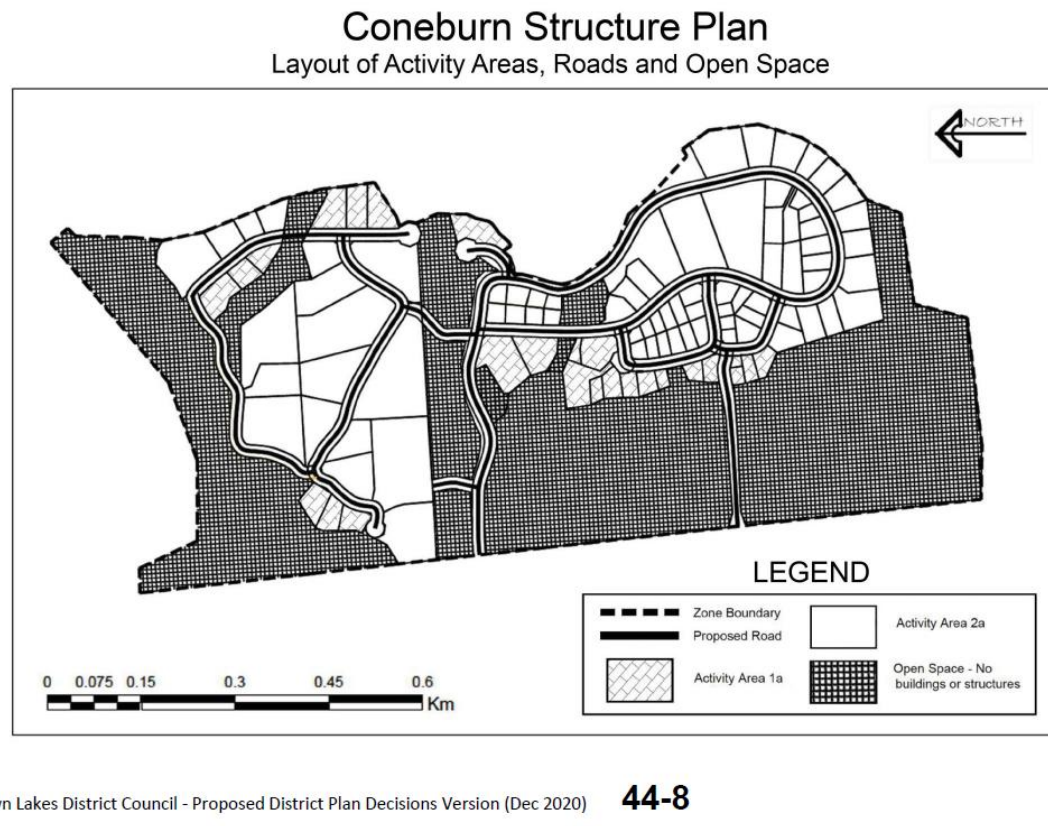 Coneburn Structure Plan
Layout of Activity Areas, Roads and Open Space
NORTH
LEGEND
Zone Boundary
Proposed Road
Activity Area 1a
Activity Area 2a
Open Space - No
buildings or structures
0 0.075 0.15 0.3 0.45 0.6
Km
Lakes District Council - Proposed District Plan Decisions Version (Dec 2020) 44-8